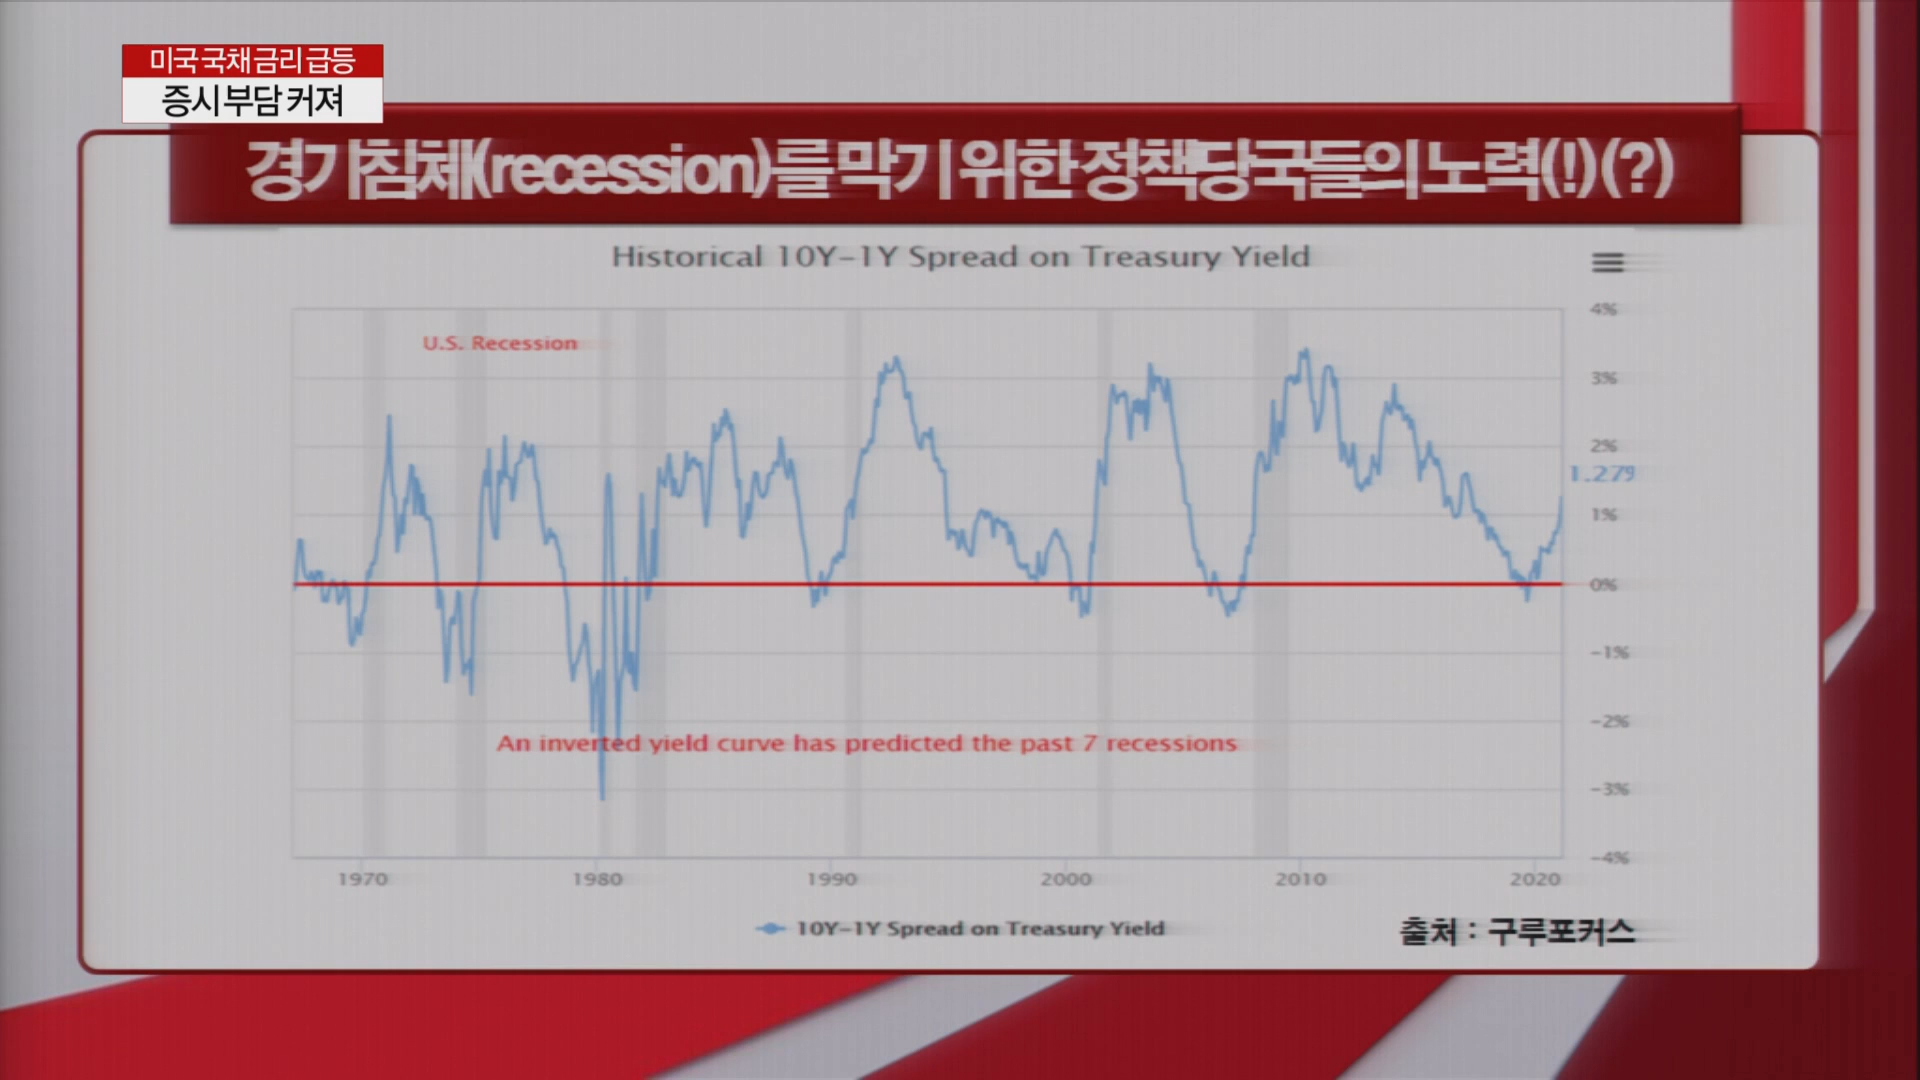 미국 국채 금리 급등
증시 부담 커져
경기침체(recession)를 막기 위한 정책당국들의 노력(!)(?)
Historical 10Y-1Y Spread on Treasury Yield
4%
U.S. Recession
3%
2%
1.27%
1%
0%
-1%
-2%
An inverted yield curve has predicted the past 7 recessions
-3%
-4%
1970 1980 1990 2000 2010 2020
10Y-1Y Spread on Treasury Yield
출처 : 구루포커스